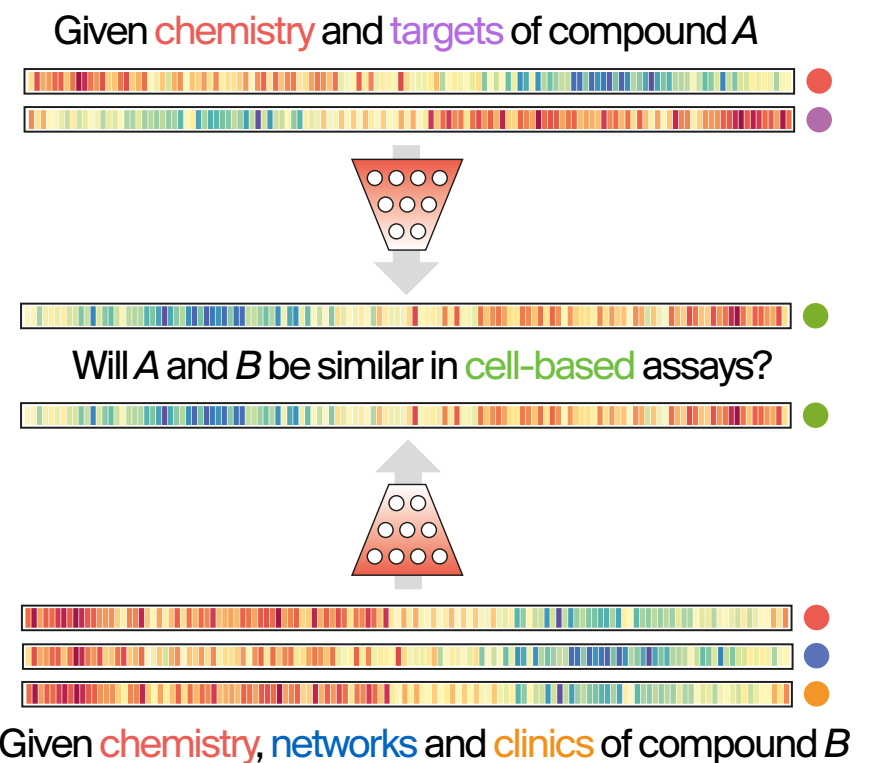 Given chemistry and targets of compound A
Will A and B be similar in cell-based assays?
Given chemistry, networks and clinics of compound B